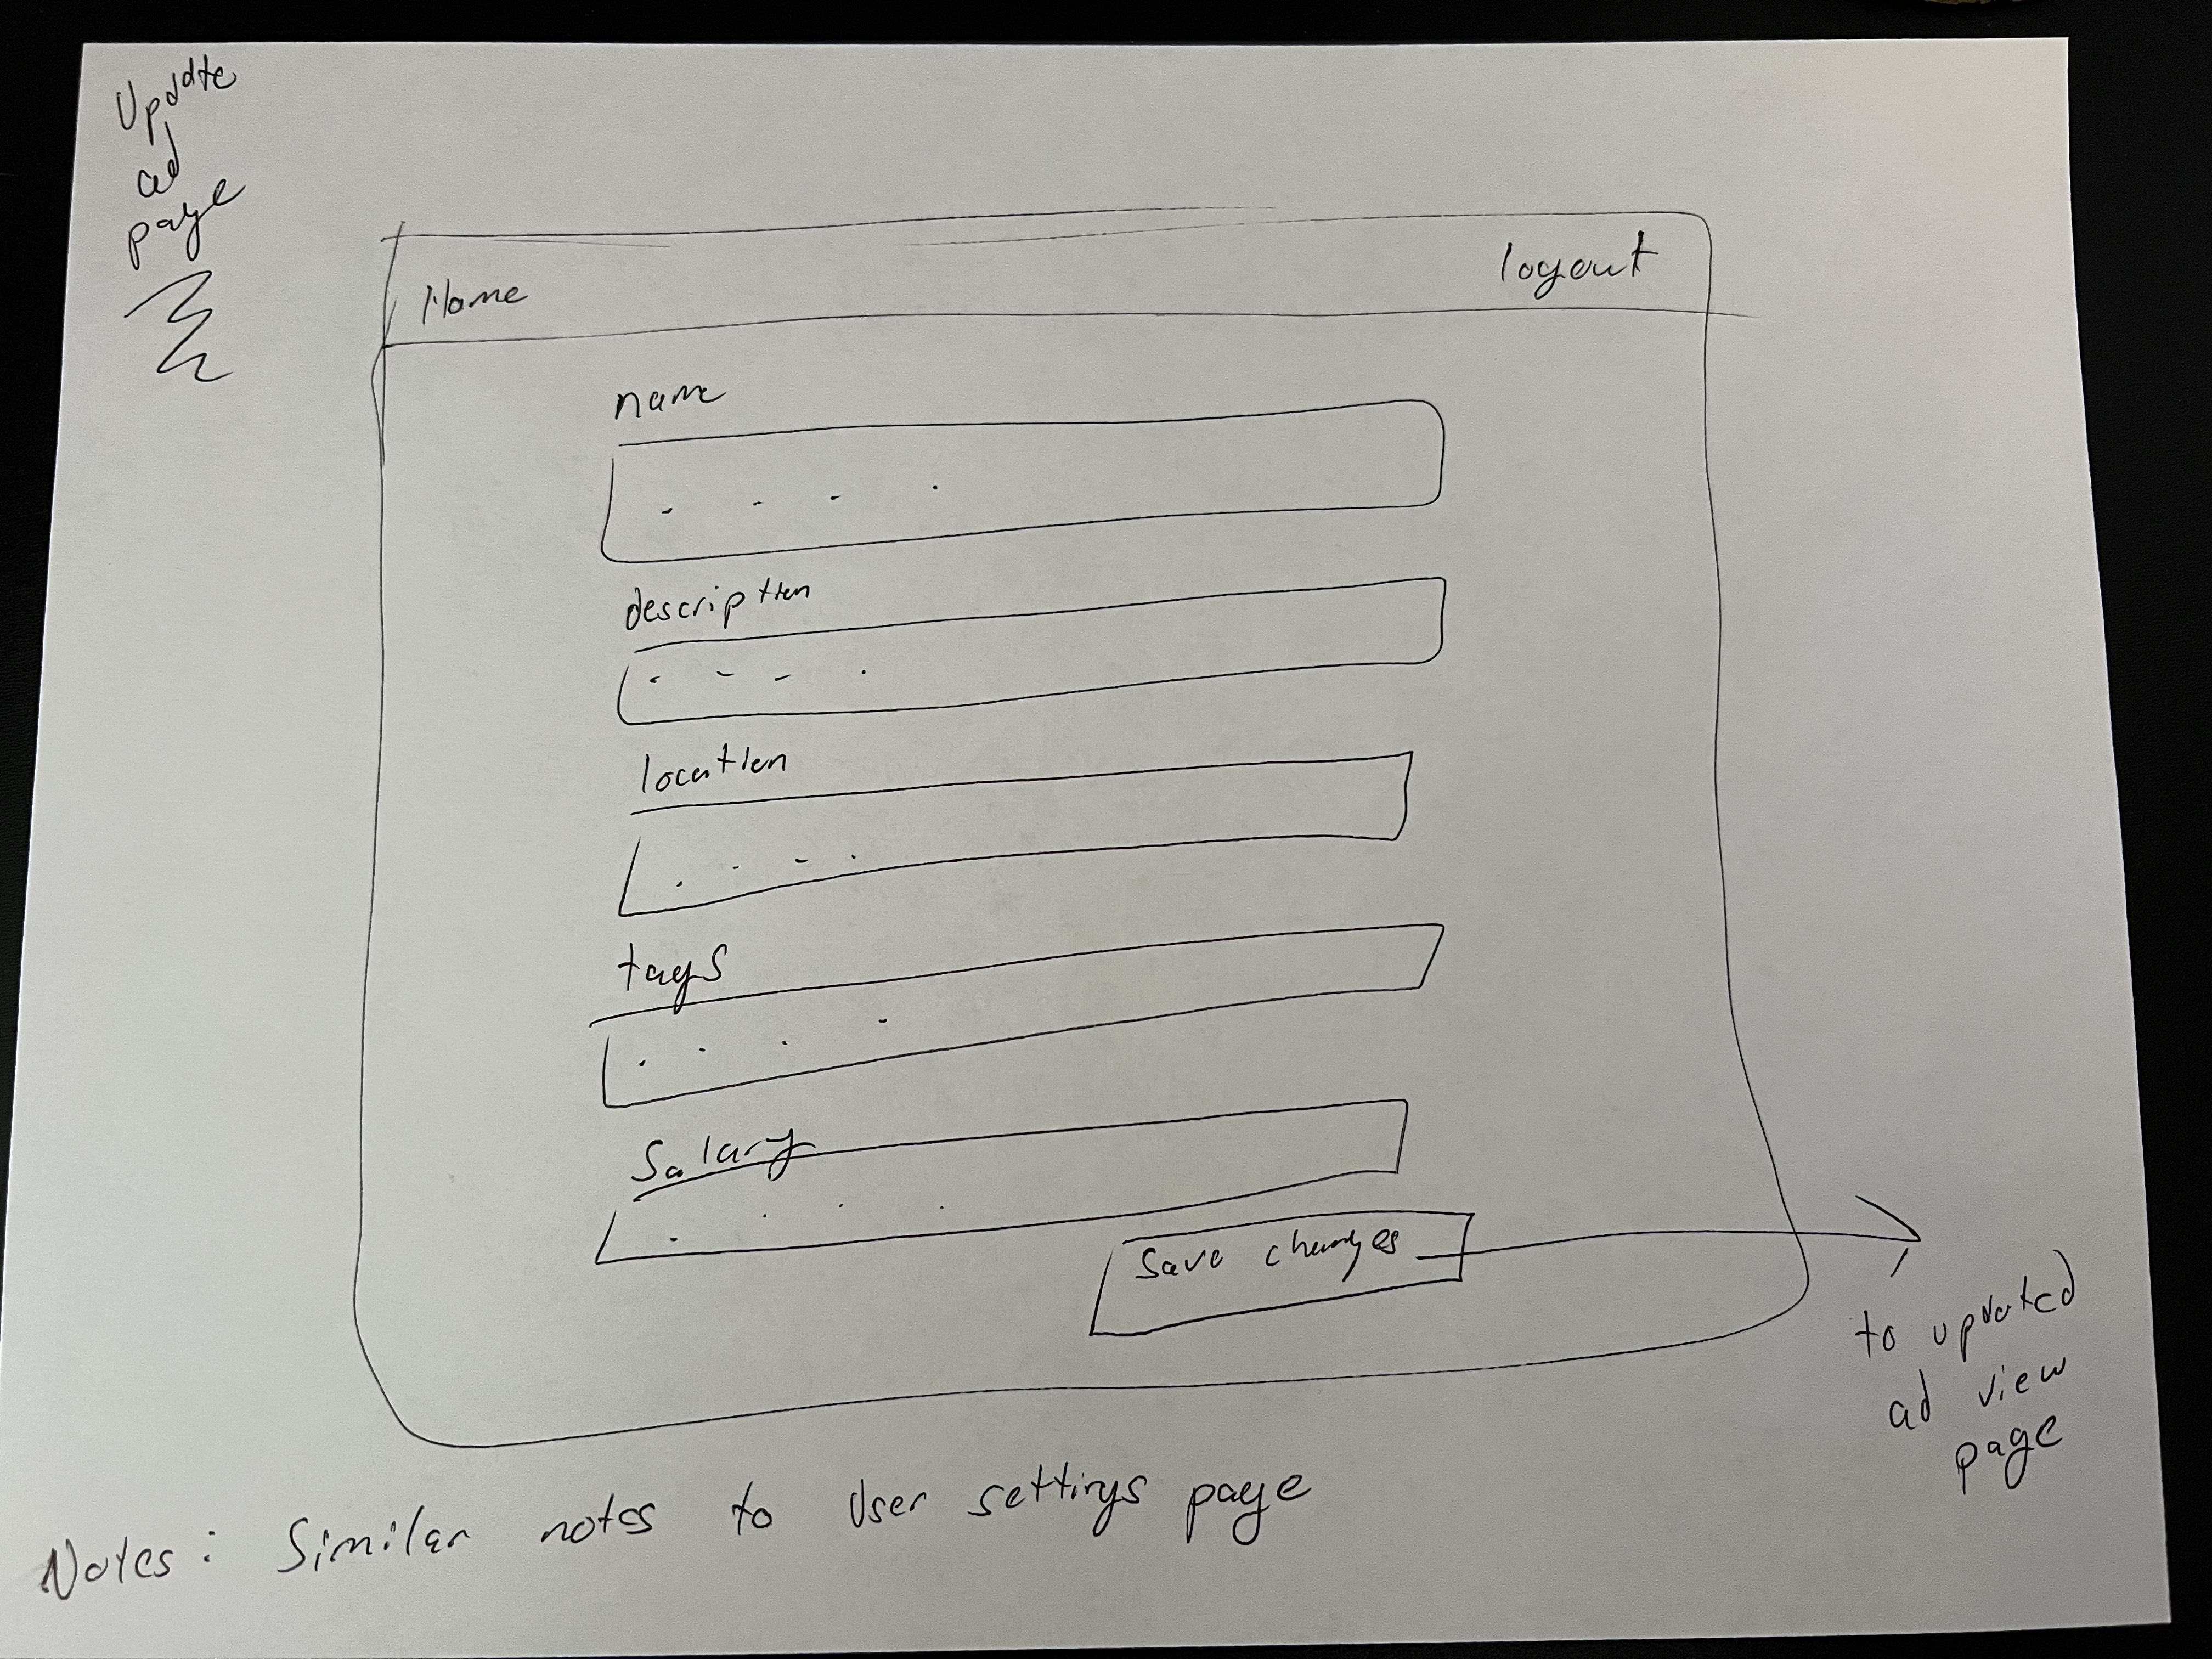 Update
ad
page
Home
logout
name
description
location
tags
Salary
Save changes
to updated
ad view
page
Notes: Similar notes to User settings page